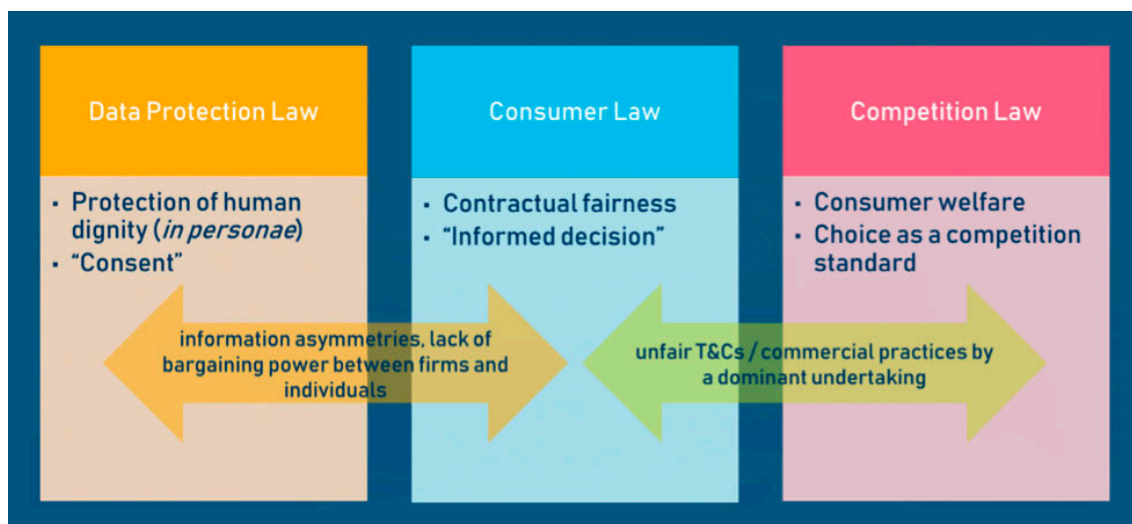 Data Protection Law
Protection of human
dignity (in personae)
“Consent”
Consumer Law
Contractual fairness
“Informed decision”
Competition Law
Consumer welfare
Choice as a competition
standard
information asymmetries, lack of
bargaining power between firms and
individuals
unfair T&Cs / commercial practices by
a dominant undertaking